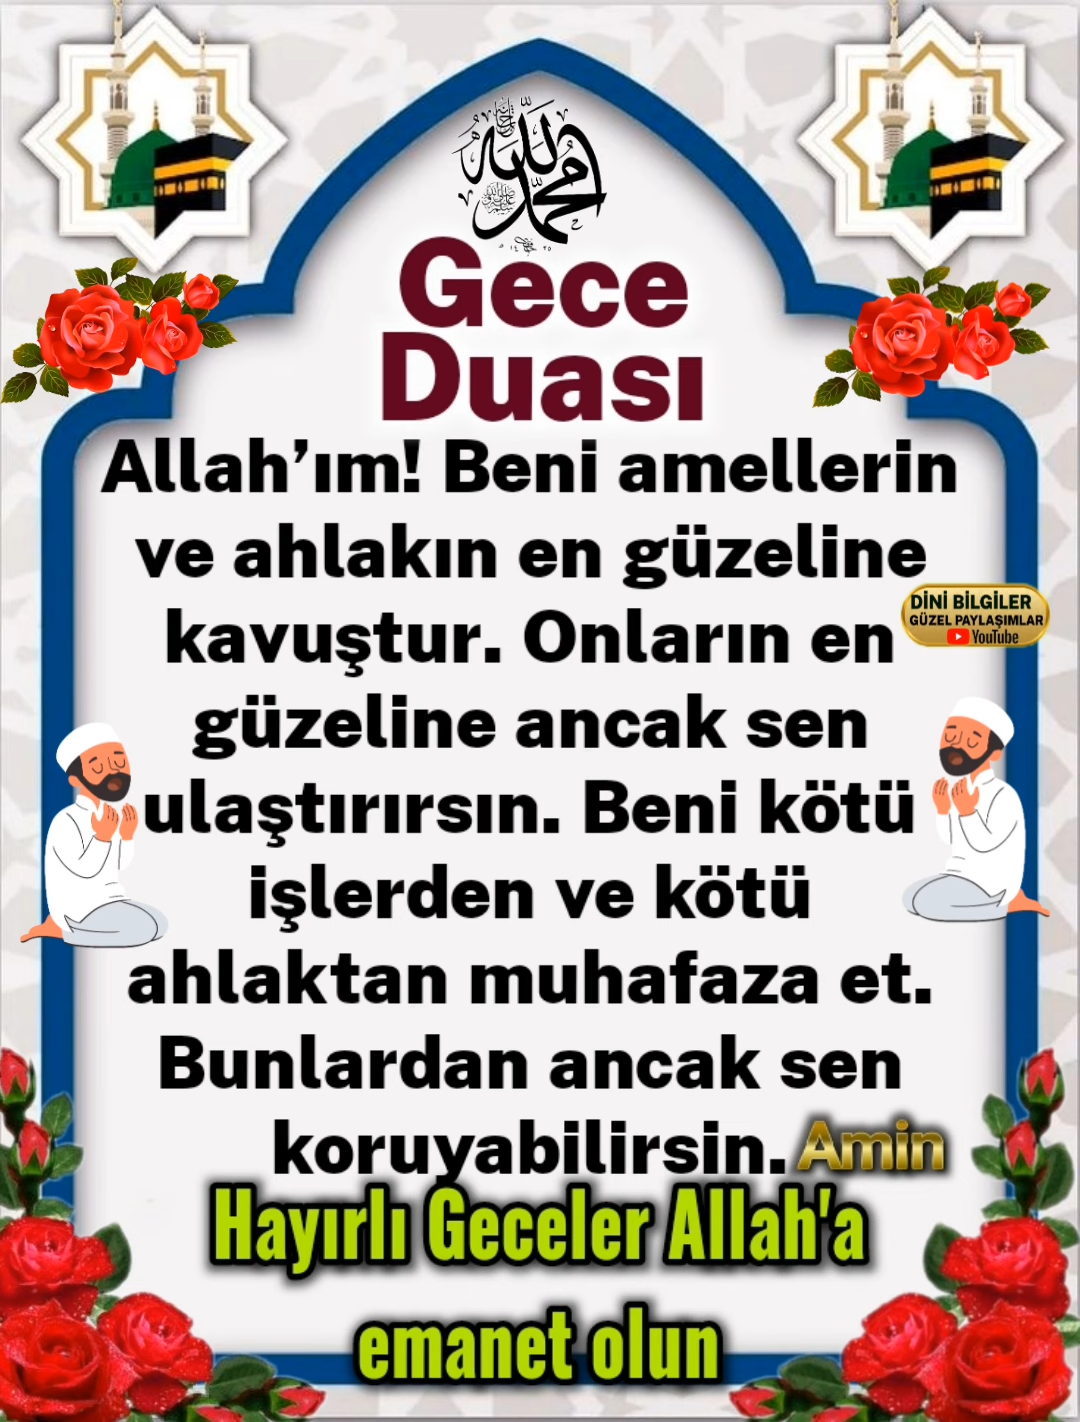 Gece
Duası
Allah’ım! Beni amellerin
ve ahlakın en güzeline
kavuştur. Onların en
güzeline ancak sen
ulaştırırsın. Beni kötü
işlerden ve kötü
ahlaktan muhafaza et.
Bunlardan ancak sen
koruyabilirsin. Amin
DİNİ BİLGİLER
GÜZEL PAYLAŞIMLAR
YouTube
Hayırlı Geceler Allah'a
emanet olun